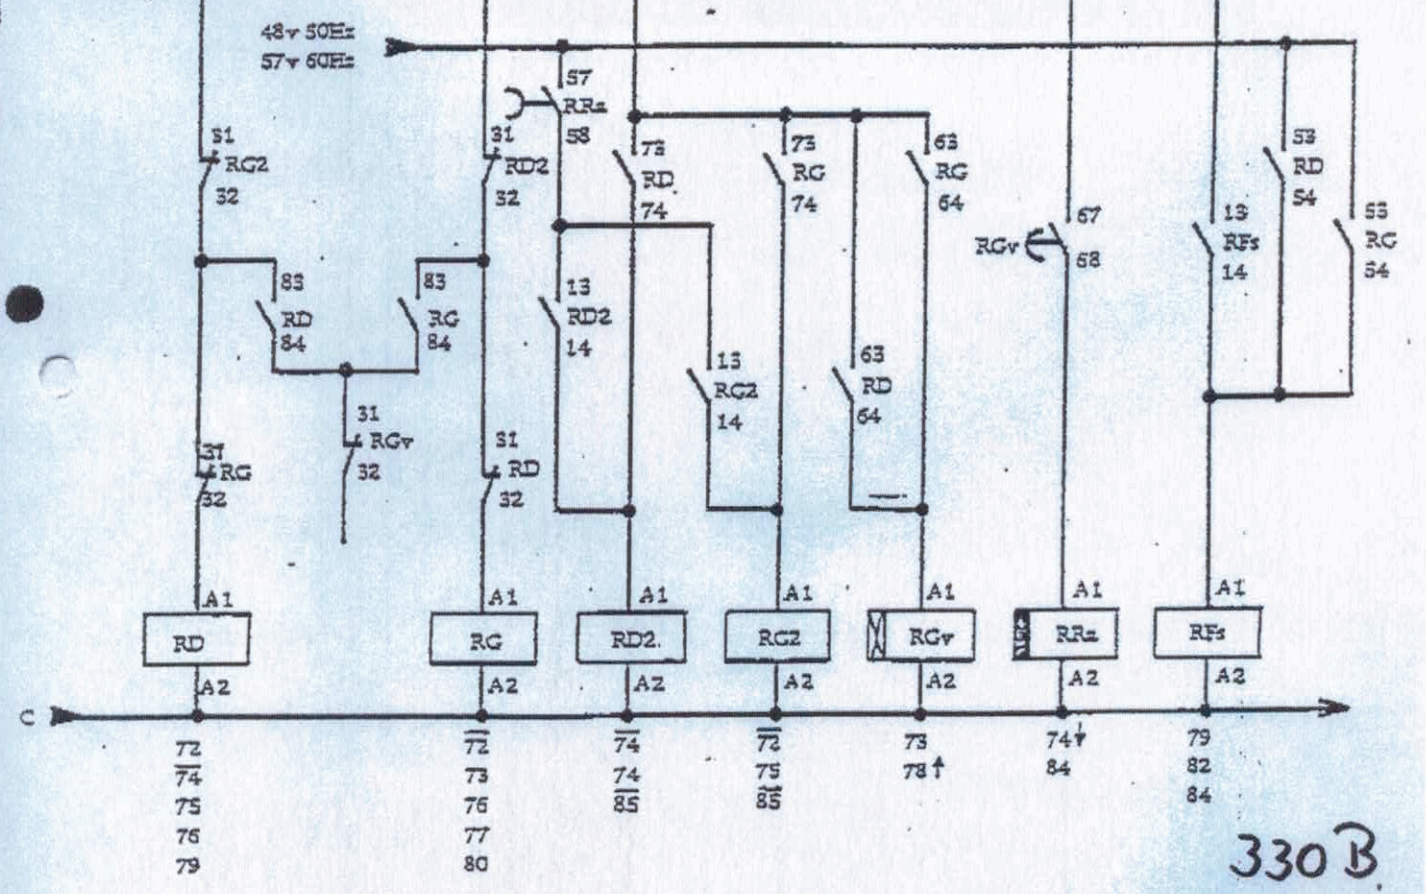 48v 50Hz
57v 60Hz
57
RRz
58
31
RG2
32
31
RD2
32
73
RD
74
73
RG
74
63
RG
64
53
RD
54
53
RG
54
67
RGv
68
13
RFs
14
83
RD
84
83
RG
84
13
RD2
14
13
RG2
14
63
RD
64
31
RGv
32
31
RG
32
31
RD
32
A1 A1 A1 A1 A1 A1 A1
RD RG RD2. RG2 RGv RRz RFs
A2 A2 A2 A2 A2 A2 A2
C
72 72 74 72 73 74 79
74 73 74 75 78 84 82
75 76 85 85 84
76 77
79 80
330 B